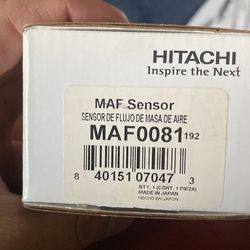 HITACHI
Inspire the Next
MAF Sensor
SENSOR DE FLUJO DE MASA DE AIRE
MAF0081 192
8 40151 07047 3
QTY. 1 (CONT. 1 PIEZA)
MADE IN JAPAN
HECHO EN JAPON